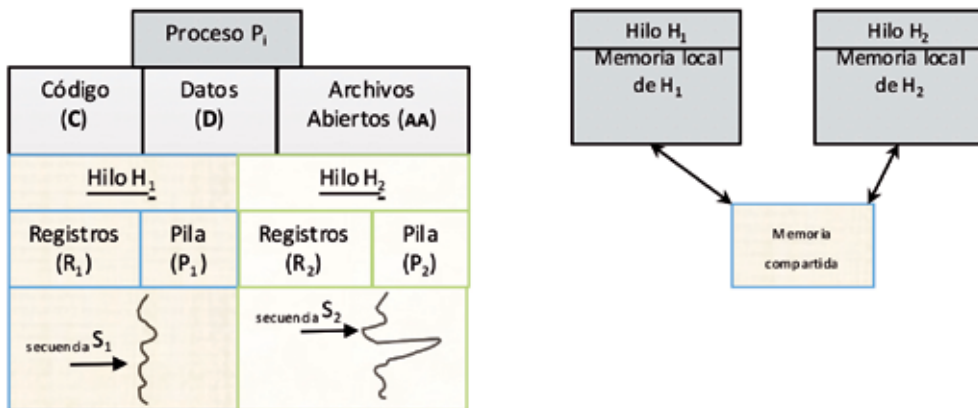 Proceso Pi
Código
(C)
Datos
(D)
Archivos
Abiertos (AA)
Hilo H1
Hilo H2
Registros
(R1)
Pila
(P1)
Registros
(R2)
Pila
(P2)
secuencia S1
secuencia S2
Hilo H1
Memoria local
de H1
Hilo H2
Memoria local
de H2
Memoria
compartida